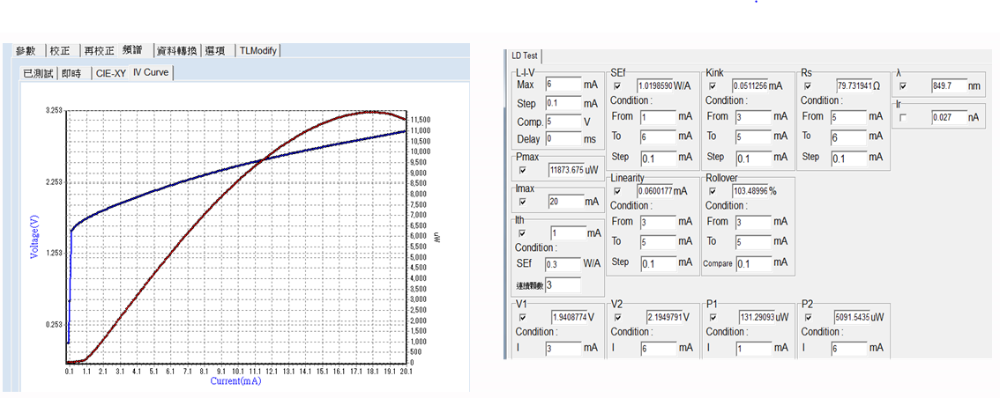 參數 校正 再校正 頻譜 資料轉換 選項 TLModify
已測試 即時 CIE-XY IV Curve
3.253
2.253
1.253
0.253
Voltage(V)
11,500
11,000
10,500
10,000
9,500
9,000
8,500
8,000
7,500
7,000
6,500
6,000
5,500
5,000
4,500
4,000
3,500
3,000
2,500
2,000
1,500
1,000
500
0
uW
0.1 1.1 2.1 3.1 4.1 5.1 6.1 7.1 8.1 9.1 10.1 11.1 12.1 13.1 14.1 15.1 16.1 17.1 18.1 19.1 20.1
Current(mA)
LD Test
L-I-V
Max 6 mA
Step 0.1 mA
Comp. 5 V
Delay 0 ms
Pmax
11873.675 uW
Imax
20 mA
Ith
1 mA
Condition :
SEf 0.3 W/A
連續顆數 3
SEf
1.0198590 W/A
Condition :
From 1 mA
To 6 mA
Step 0.1 mA
Kink
0.0511256 mA
Condition :
From 3 mA
To 5 mA
Step 0.1 mA
Rs
79.731941 Ω
Condition :
From 5 mA
To 6 mA
Step 0.1 mA
λ
849.7 nm
Ir
0.027 nA
Linearity
0.0600177 mA
Condition :
From 3 mA
To 5 mA
Step 0.1 mA
Rollover
103.48996 %
Condition :
From 3 mA
To 5 mA
Compare 0.1 mA
V1
1.9408774 V
Condition :
I 3 mA
V2
2.1949791 V
Condition :
I 6 mA
P1
131.29093 uW
Condition :
I 1 mA
P2
5091.5435 uW
Condition :
I 6 mA